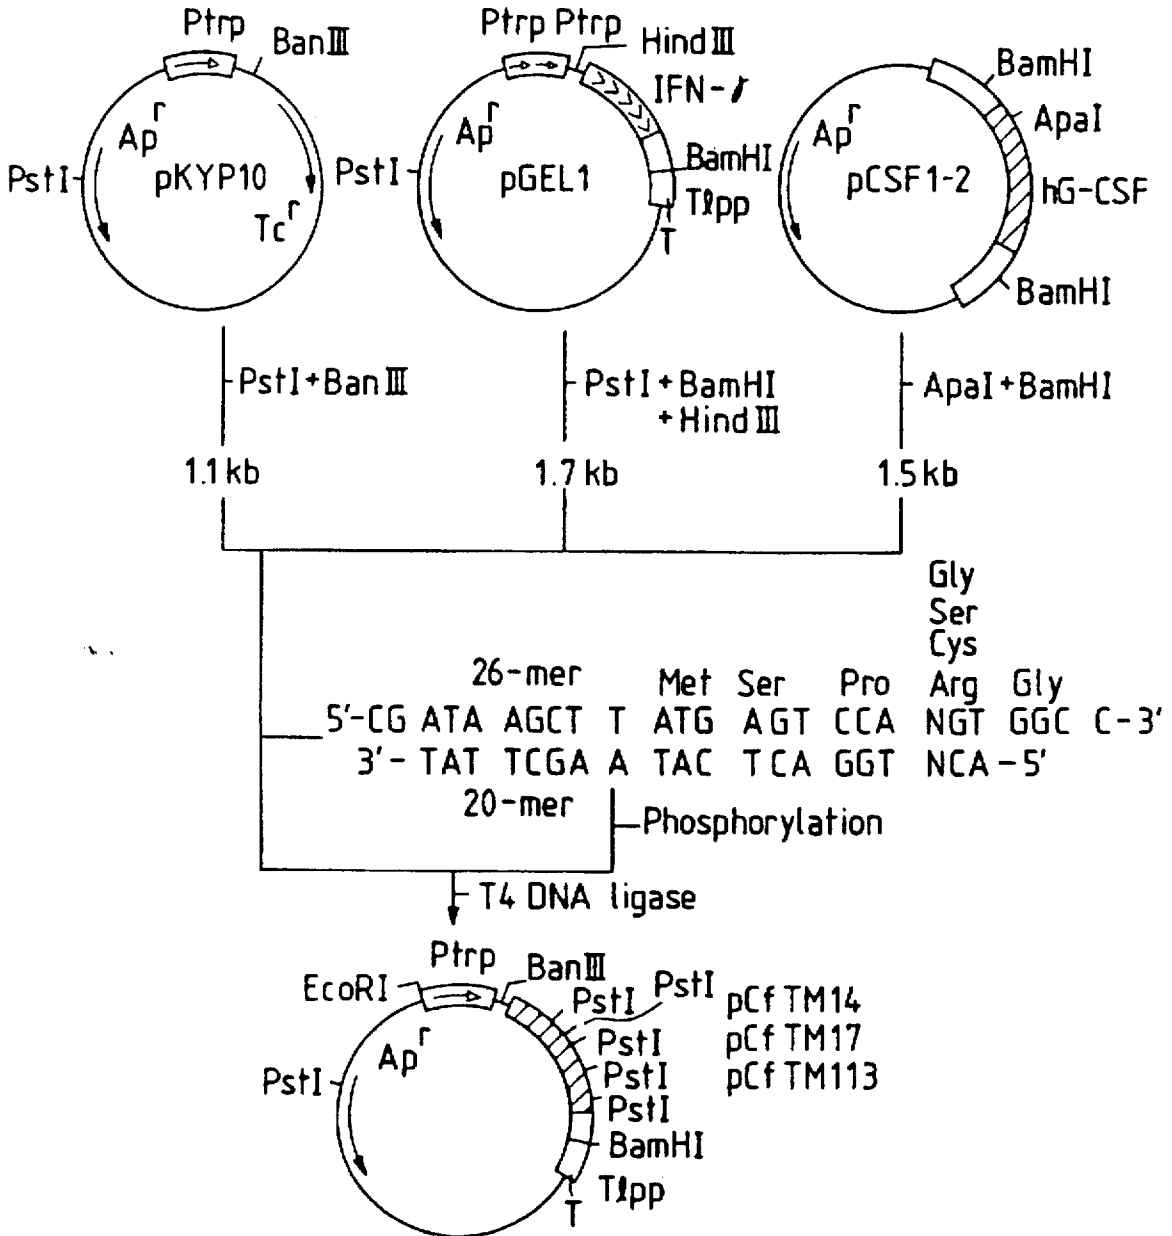 Ptrp
BanIII
Ap^r
PstI
pKYP10
Tc^r
Ptrp Ptrp
HindIII
IFN-γ
Ap^r
PstI
pGEL1
BamHI
Tlpp
T
BamHI
ApaI
Ap^r
pCSF1-2
hG-CSF
BamHI
PstI+BanIII
PstI+BamHI
+HindIII
ApaI+BamHI
1.1kb
1.7kb
1.5kb
Gly
Ser
Cys
26-mer Met Ser Pro Arg Gly
5'-CG ATA AGCT T ATG AGT CCA NGT GGC C-3'
3'-TAT TCGA A TAC TCA GGT NCA-5'
20-mer
Phosphorylation
T4 DNA ligase
Ptrp
BanIII
EcoRI
PstI
PstI
pCfTM14
Ap^r
PstI
pCfTM17
PstI
PstI
pCfTM113
PstI
BamHI
Tlpp
T